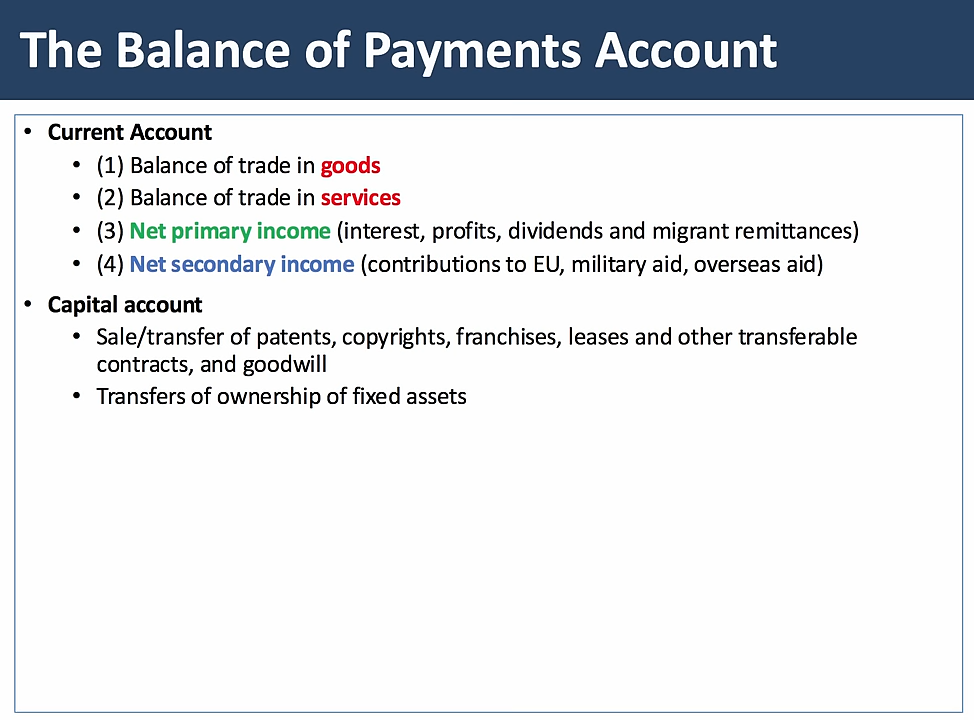 The Balance of Payments Account
• Current Account
• (1) Balance of trade in goods
• (2) Balance of trade in services
• (3) Net primary income (interest, profits, dividends and migrant remittances)
• (4) Net secondary income (contributions to EU, military aid, overseas aid)
• Capital account
• Sale/transfer of patents, copyrights, franchises, leases and other transferable
contracts, and goodwill
• Transfers of ownership of fixed assets